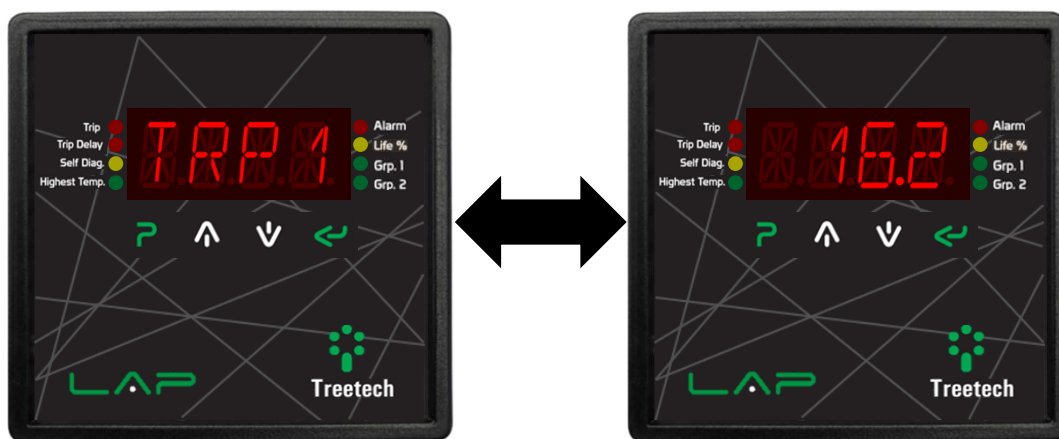 Trip
Trip Delay
Self Diag.
Highest Temp.
TRP1
Alarm
Life %
Grp. 1
Grp. 2
P
LAP
Treetech
Trip
Trip Delay
Self Diag.
Highest Temp.
16.2
Alarm
Life %
Grp. 1
Grp. 2
P
LAP
Treetech